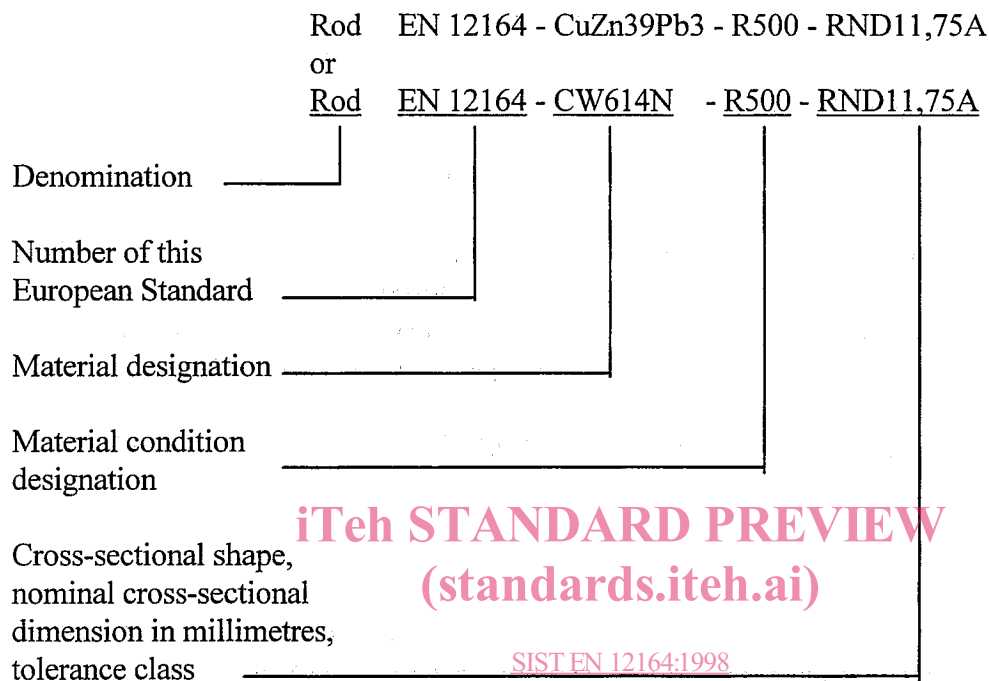 Rod EN 12164 - CuZn39Pb3 - R500 - RND11,75A
or
Rod EN 12164 - CW614N - R500 - RND11,75A
Denomination
Number of this
European Standard
Material designation
Material condition
designation
iTeh STANDARD PREVIEW
(standards.iteh.ai)
Cross-sectional shape,
nominal cross-sectional
dimension in millimetres,
tolerance class
SIST EN 12164:1998